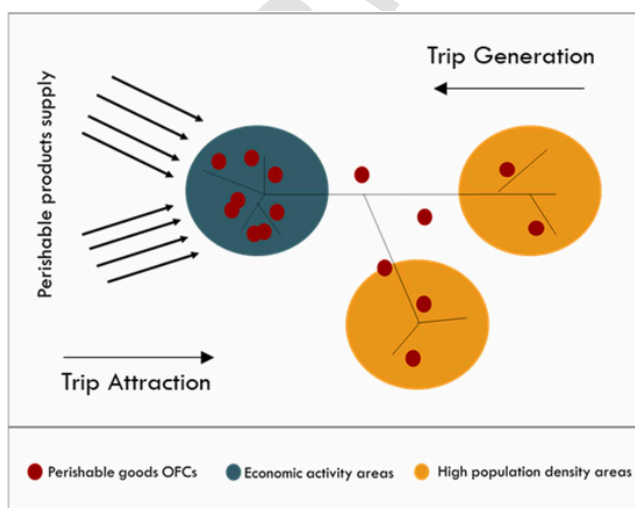 Trip Generation
Perishable products supply
Trip Attraction
Perishable goods OFCs
Economic activity areas
High population density areas